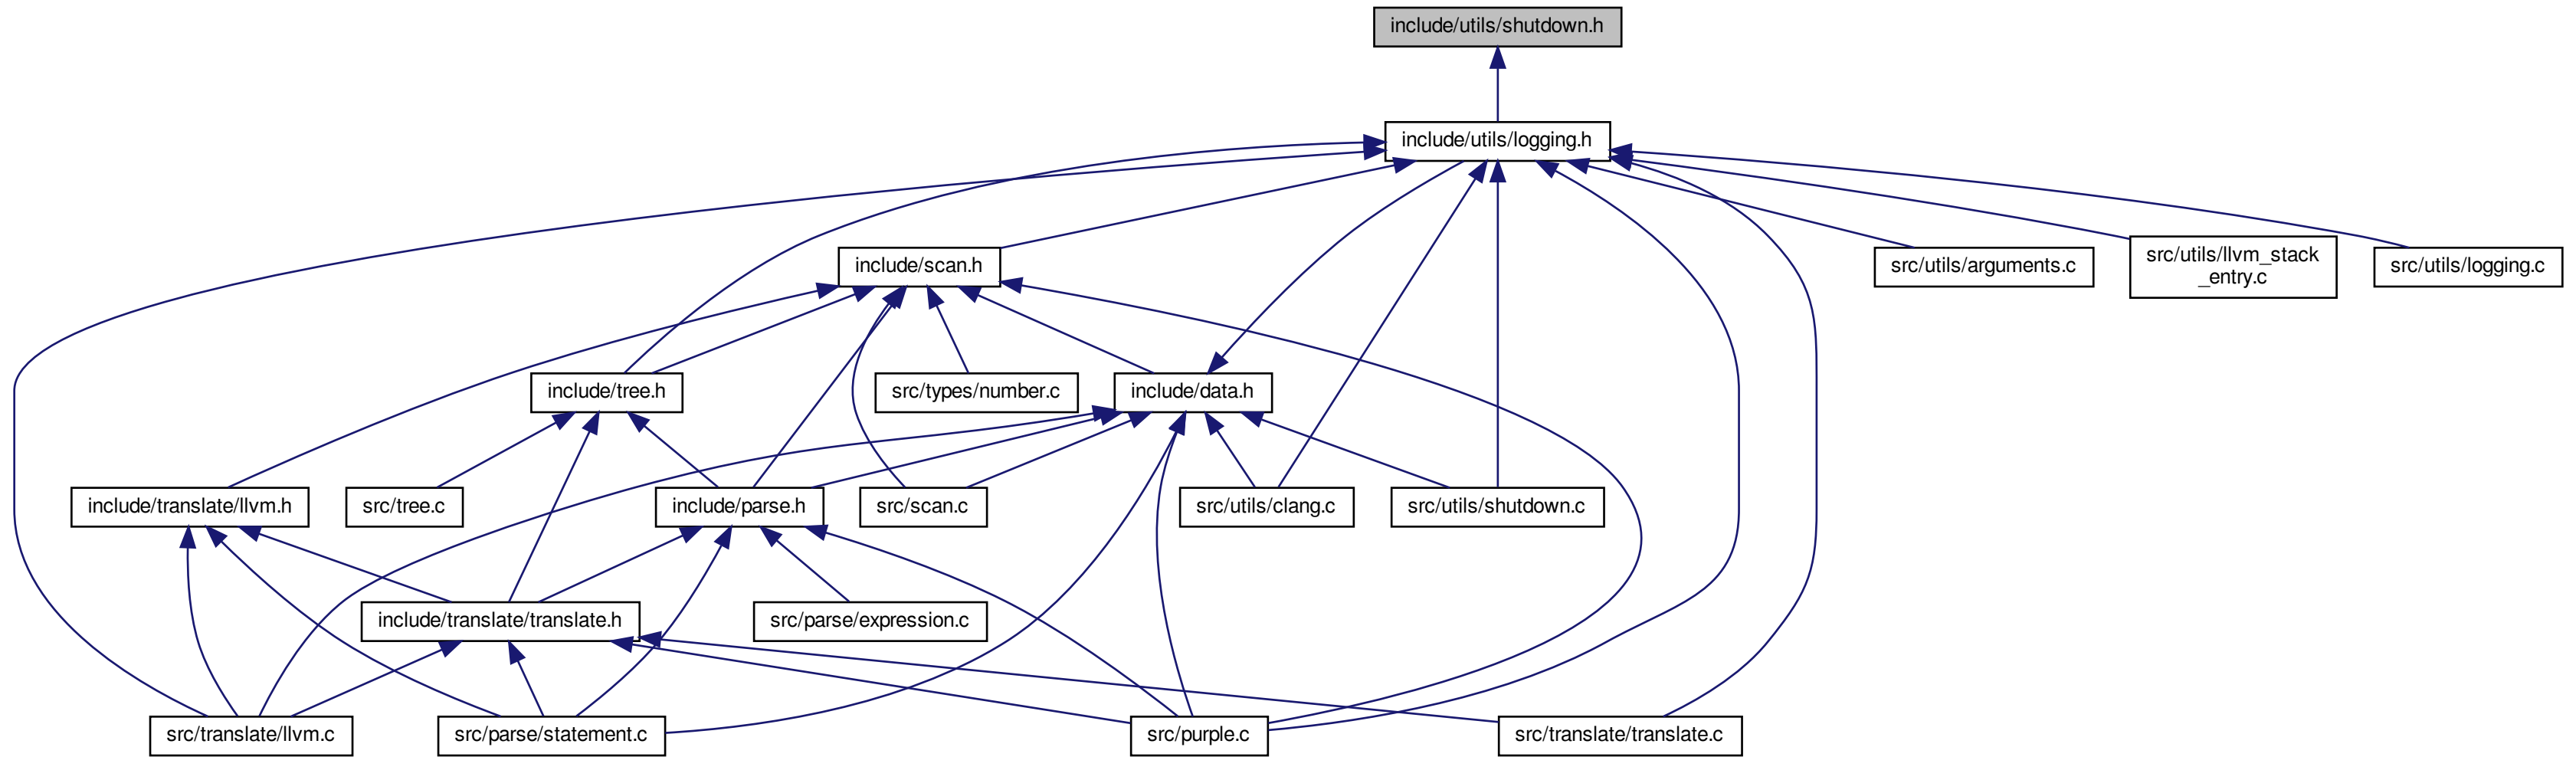 include/utils/shutdown.h
include/utils/logging.h
include/scan.h
src/utils/arguments.c
src/utils/llvm_stack
_entry.c
src/utils/logging.c
include/tree.h
src/types/number.c
include/data.h
include/translate/llvm.h
src/tree.c
include/parse.h
src/scan.c
src/utils/clang.c
src/utils/shutdown.c
include/translate/translate.h
src/parse/expression.c
src/translate/llvm.c
src/parse/statement.c
src/purple.c
src/translate/translate.c